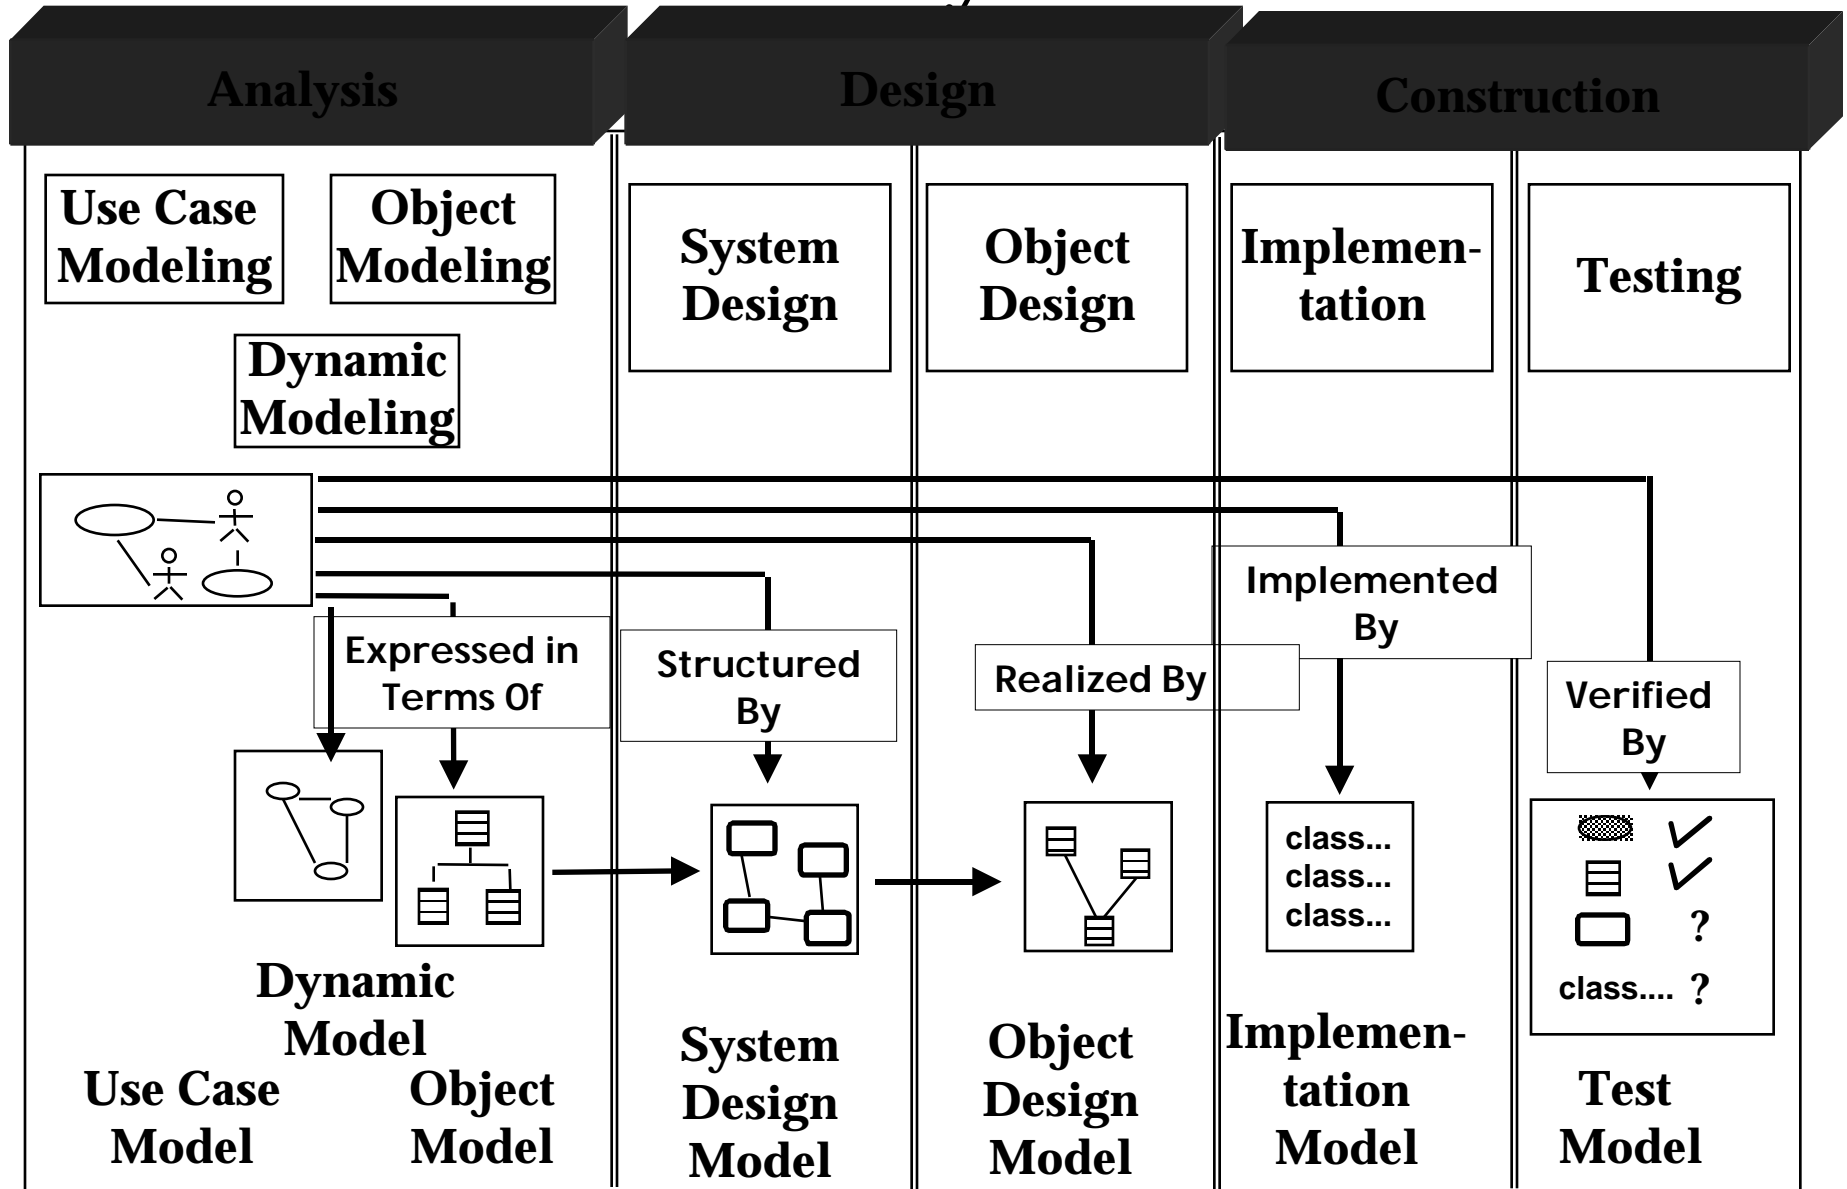 Analysis
Design
Construction
Use Case
Modeling
Object
Modeling
Dynamic
Modeling
System
Design
Object
Design
Implemen-
tation
Testing
Expressed in
Terms Of
Structured
By
Realized By
Implemented
By
Verified
By
class...
class...
class...
?
class.... ?
Dynamic
Model
Use Case
Model
Object
Model
System
Design
Model
Object
Design
Model
Implemen-
tation
Model
Test
Model